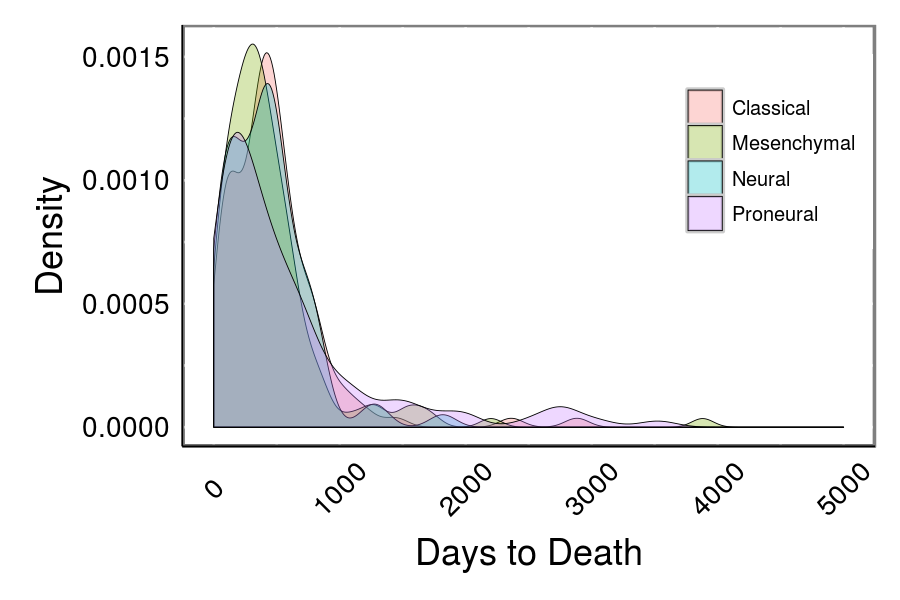 0.0015
0.0010
0.0005
0.0000
Density
Classical
Mesenchymal
Neural
Proneural
0
1000
2000
3000
4000
5000
Days to Death